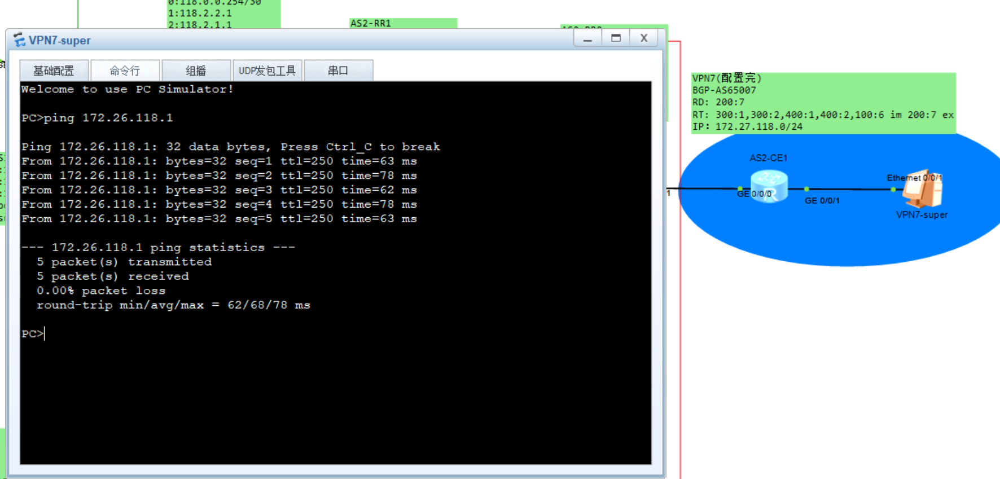 0:118.0.0.254/30
1:118.2.2.1
2:118.2.1.1
AS2-RR1
VPN7-super
X
基础配置
命令行
组播
UDP发包工具
串口
Welcome to use PC Simulator!
PC>ping 172.26.118.1
Ping 172.26.118.1: 32 data bytes, Press Ctrl_C to break
From 172.26.118.1: bytes=32 seq=1 ttl=250 time=63 ms
From 172.26.118.1: bytes=32 seq=2 ttl=250 time=78 ms
From 172.26.118.1: bytes=32 seq=3 ttl=250 time=62 ms
From 172.26.118.1: bytes=32 seq=4 ttl=250 time=78 ms
From 172.26.118.1: bytes=32 seq=5 ttl=250 time=63 ms
--- 172.26.118.1 ping statistics ---
5 packet(s) transmitted
5 packet(s) received
0.00% packet loss
round-trip min/avg/max = 62/68/78 ms
PC>
VPN7(配置完)
BGP-AS65007
RD: 200:7
RT: 300:1,300:2,400:1,400:2,100:6 im 200:7 ex
IP: 172.27.118.0/24
AS2-CE1
Ethernet 0/0/1
1
GE 0/0/0
R
GE 0/0/1
VPN7-super